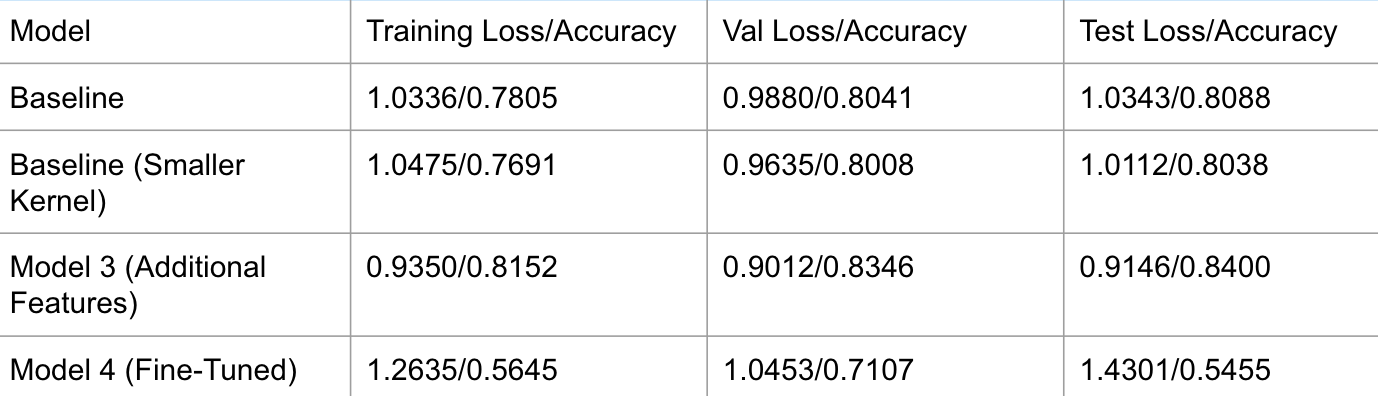 Model Training Loss/Accuracy Val Loss/Accuracy Test Loss/Accuracy
Baseline 1.0336/0.7805 0.9880/0.8041 1.0343/0.8088
Baseline (Smaller 1.0475/0.7691 0.9635/0.8008 1.0112/0.8038
Kernel)
Model 3 (Additional 0.9350/0.8152 0.9012/0.8346 0.9146/0.8400
Features)
Model 4 (Fine-Tuned) 1.2635/0.5645 1.0453/0.7107 1.4301/0.5455